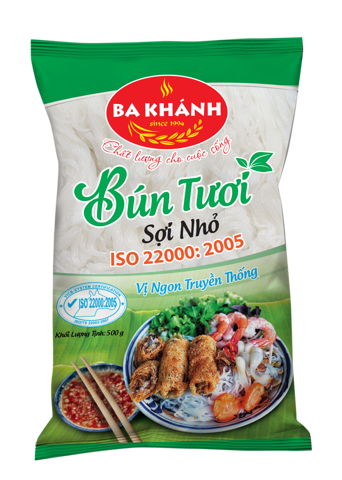 BA KHÁNH
since 1994
Chất lượng cho cuộc sống
Bún Tươi
Sợi Nhỏ
ISO 22000: 2005
Vị Ngon Truyền Thống
ISO 22000:2005
Khối Lượng Tịnh: 500 g